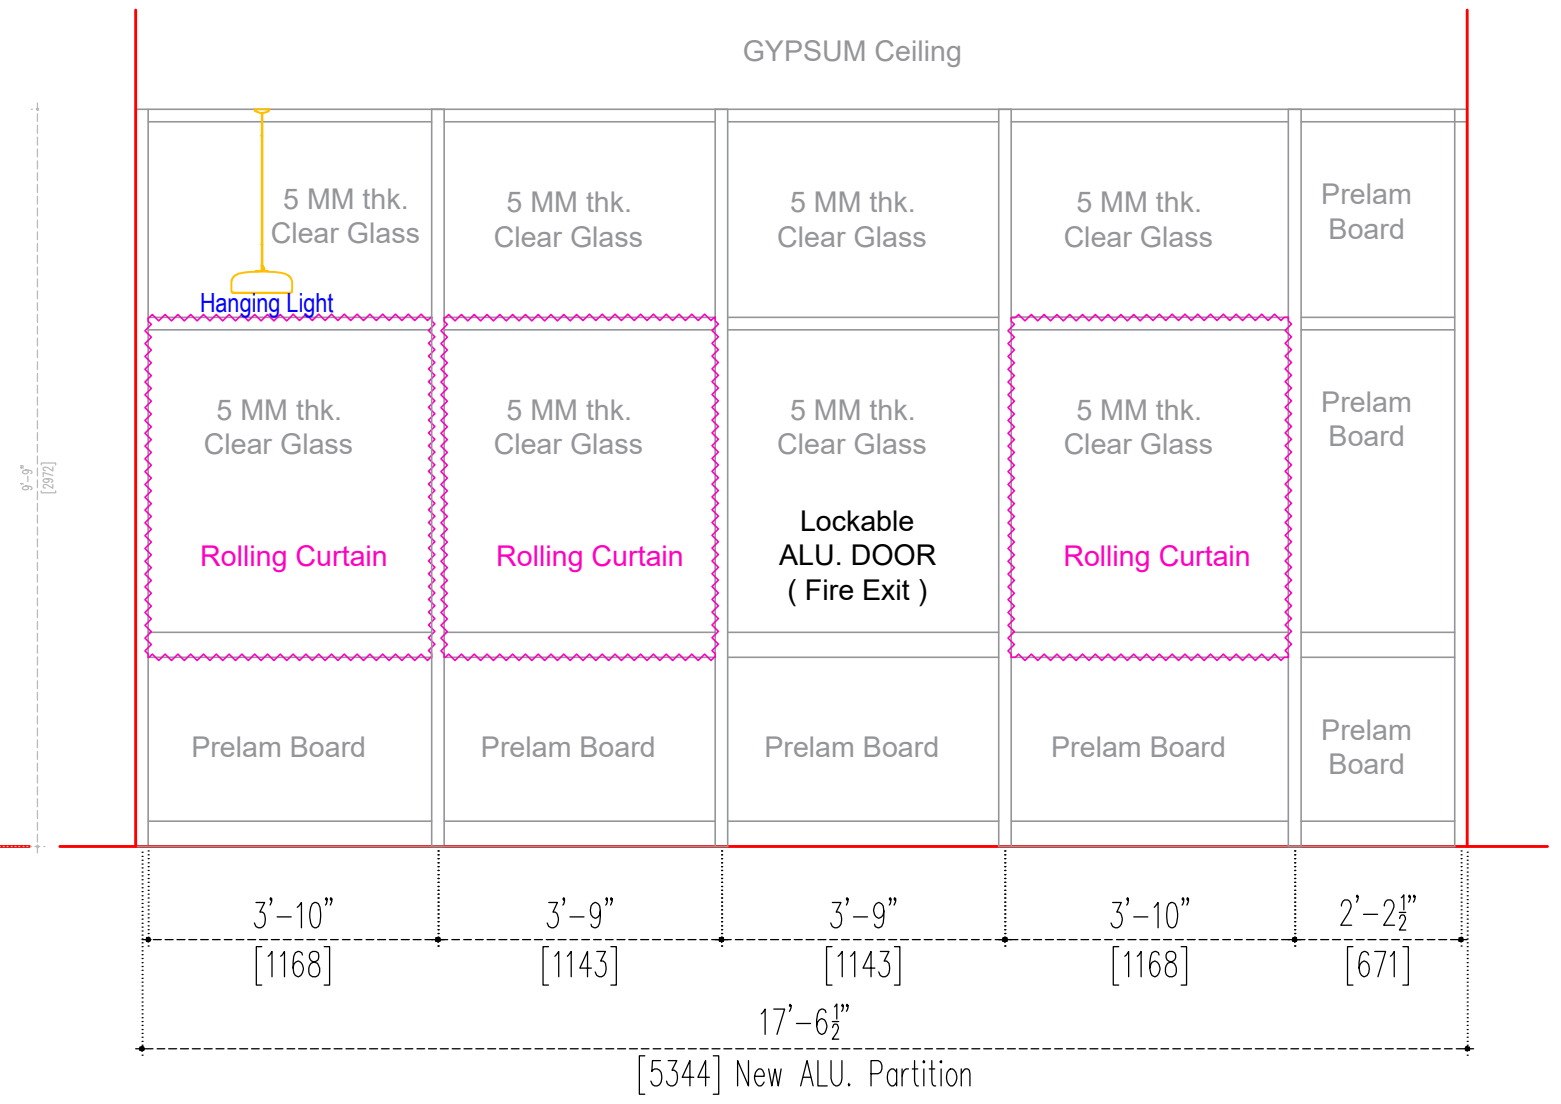 GYPSUM Ceiling
5 MM thk.
Clear Glass
5 MM thk.
Clear Glass
5 MM thk.
Clear Glass
5 MM thk.
Clear Glass
Prelam
Board
Hanging Light
5 MM thk.
Clear Glass
5 MM thk.
Clear Glass
5 MM thk.
Clear Glass
5 MM thk.
Clear Glass
Prelam
Board
9'-9"
[2972]
Rolling Curtain
Rolling Curtain
Lockable
ALU. DOOR
( Fire Exit )
Rolling Curtain
Prelam Board
Prelam Board
Prelam Board
Prelam Board
Prelam
Board
3'-10"
[1168]
3'-9"
[1143]
3'-9"
[1143]
3'-10"
[1168]
2'-2½"
[671]
17'-6½"
[5344] New ALU. Partition